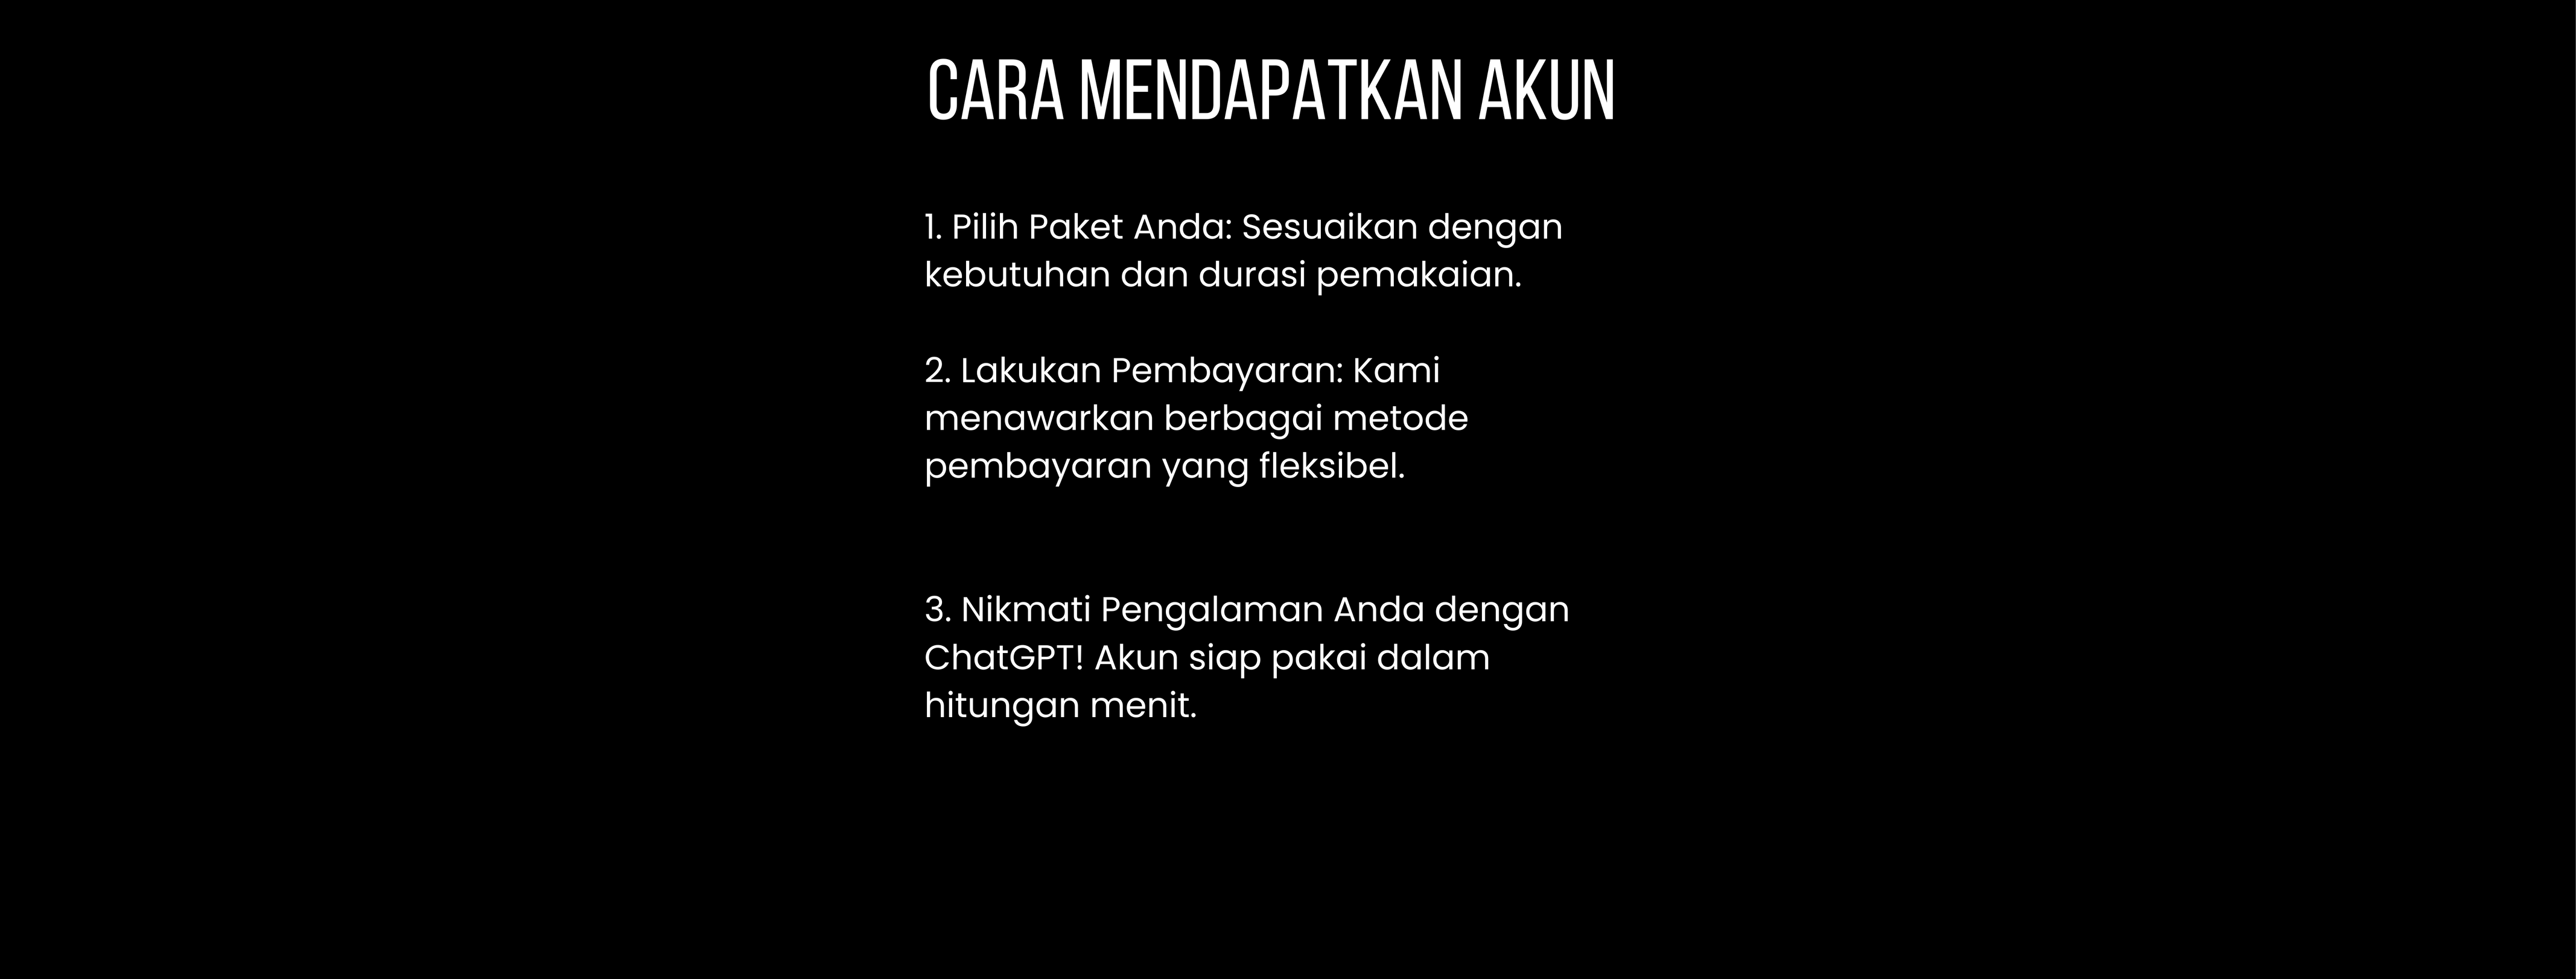 CARA MENDAPATKAN AKUN
1. Pilih Paket Anda: Sesuaikan dengan
kebutuhan dan durasi pemakaian.
2. Lakukan Pembayaran: Kami
menawarkan berbagai metode
pembayaran yang fleksibel.
3. Nikmati Pengalaman Anda dengan
ChatGPT! Akun siap pakai dalam
hitungan menit.